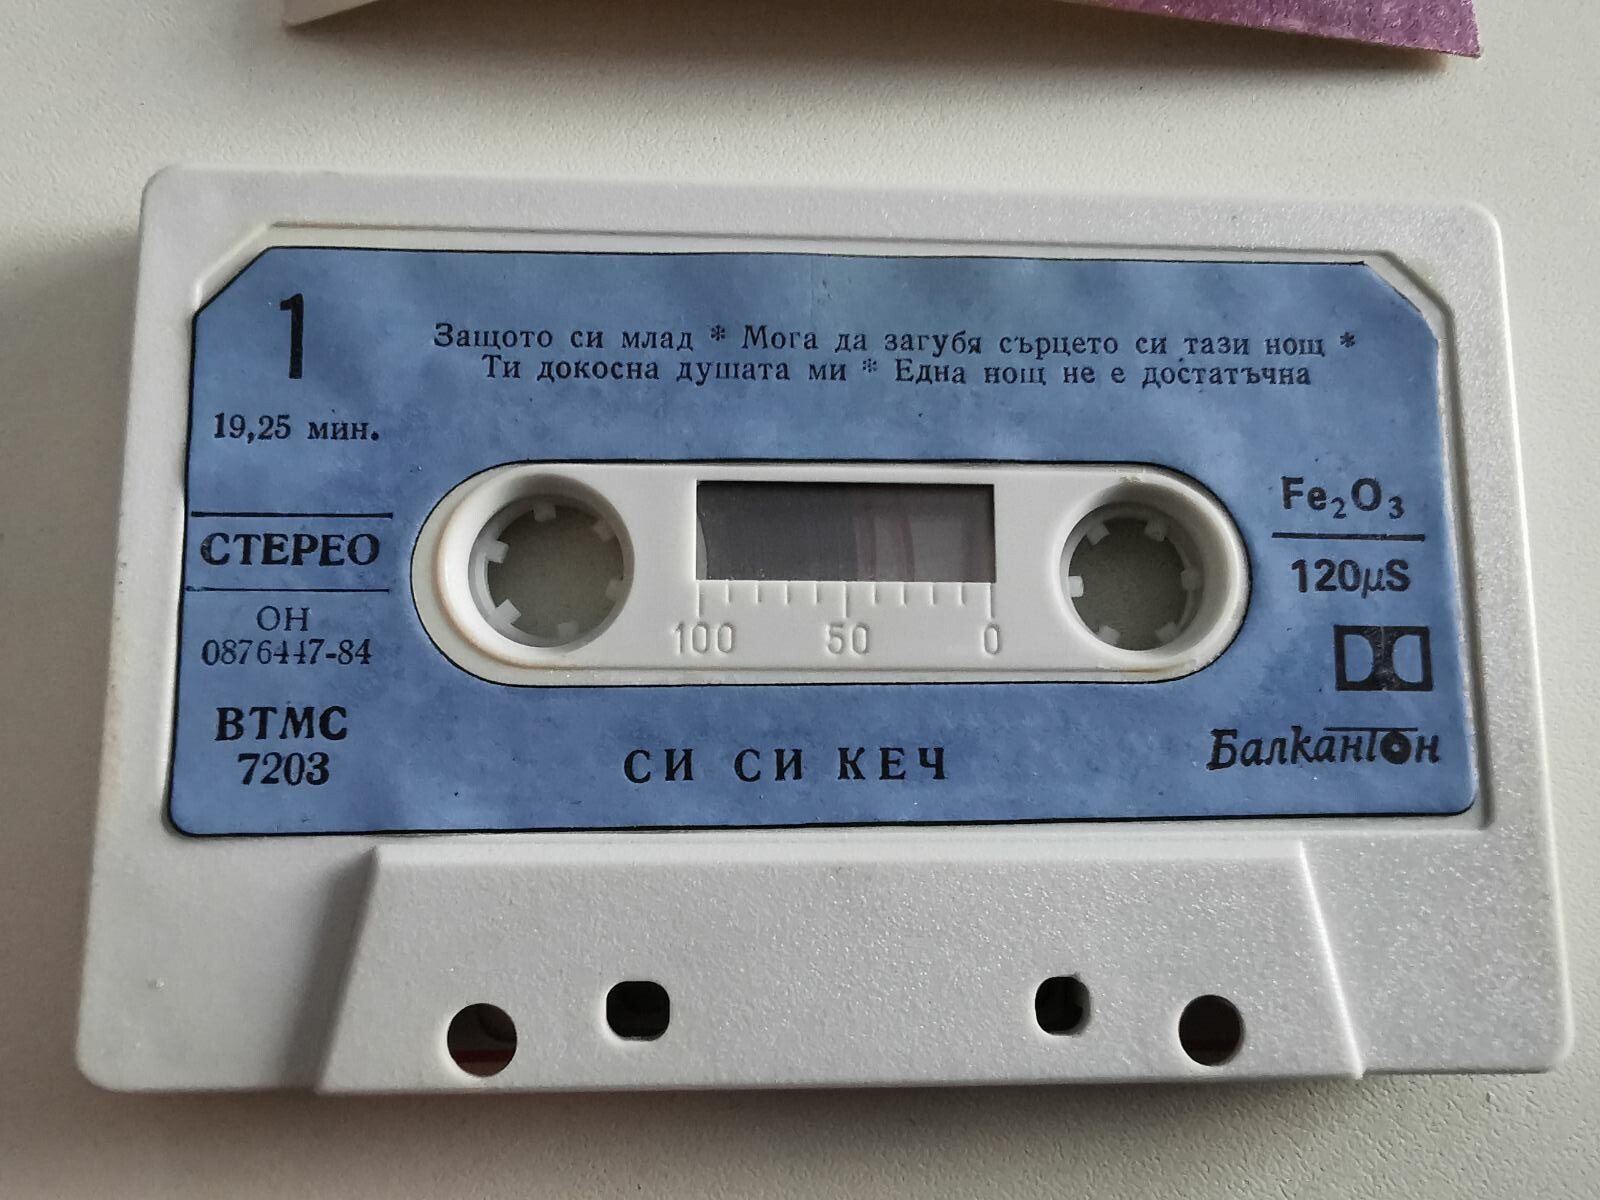 1
Защото си млад * Мога да загубя сърцето си тази нощ *
Ти докосна душата ми * Една нощ не е достатъчна
19,25 мин.
СТЕРЕО
ОН
0876447-84
ВТМС
7203
Fe₂O₃
120µS
100 50 0
СИ СИ КЕЧ
Балкантон